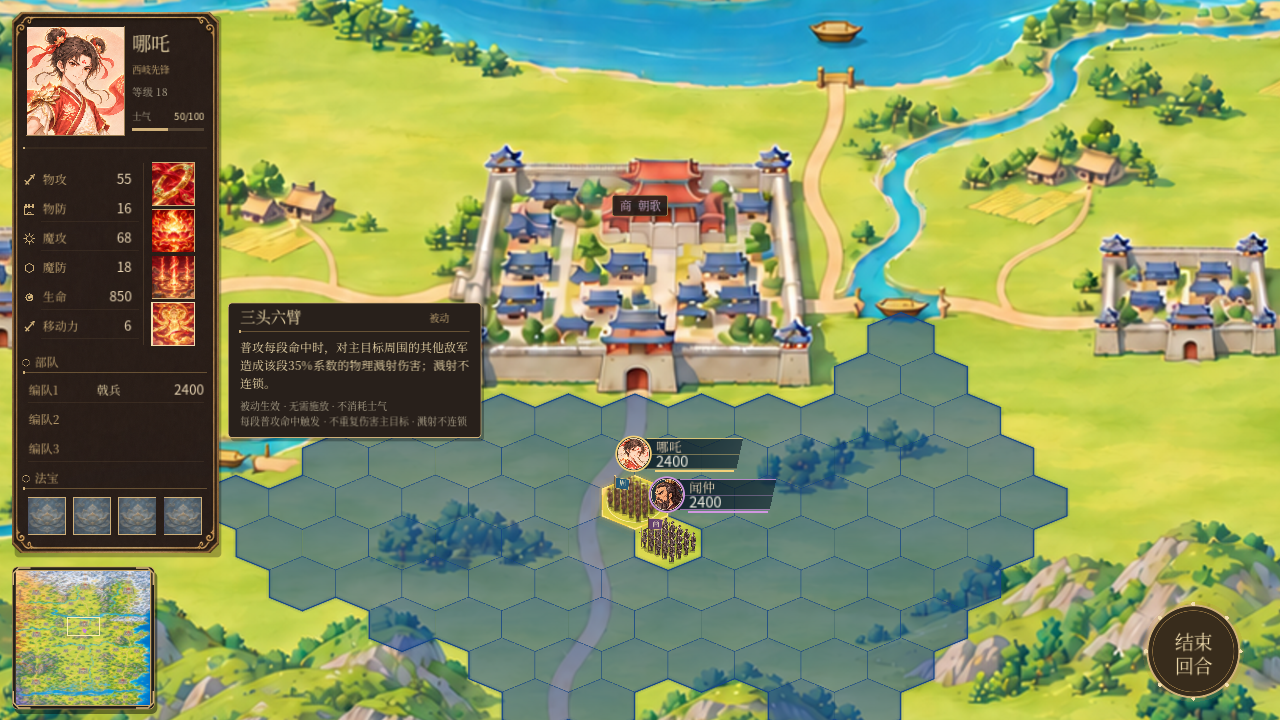 哪吒
西岐先锋
等级 18
士气 50/100
物攻 55
物防 16
魔攻 68
魔防 18
生命 850
移动力 6
部队
编队1 戟兵 2400
编队2
编队3
法宝
三头六臂 被动
普攻每段命中时，对主目标周围的其他敌军
造成该段35%系数的物理溅射伤害；溅射不
连锁。
被动生效 · 无需施放 · 不消耗士气
每段普攻命中触发 · 不重复伤害主目标 · 溅射不连锁
商 朝歌
哪吒
2400
闻仲
2400
结束
回合